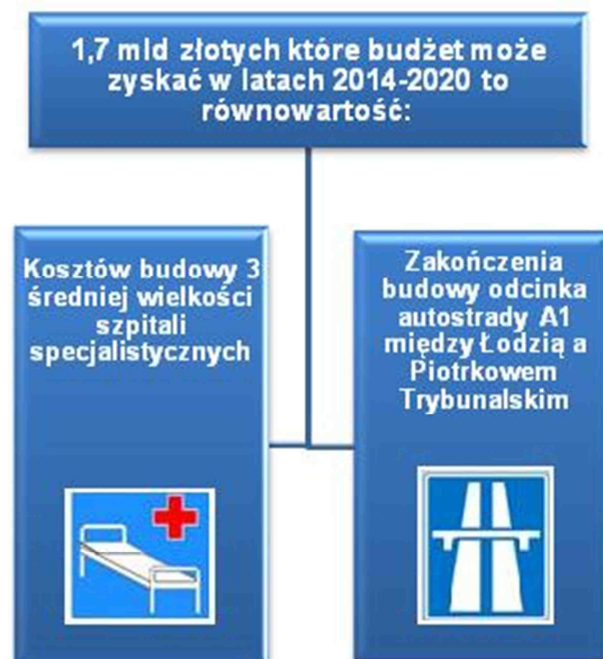 1,7 mld złotych które budżet może
zyskać w latach 2014-2020 to
równowartość:
Kosztów budowy 3
średniej wielkości
szpitali
specjalistycznych
Zakończenia
budowy odcinka
autostrady A1
między Łodzią a
Piotrkowem
Trybunalskim